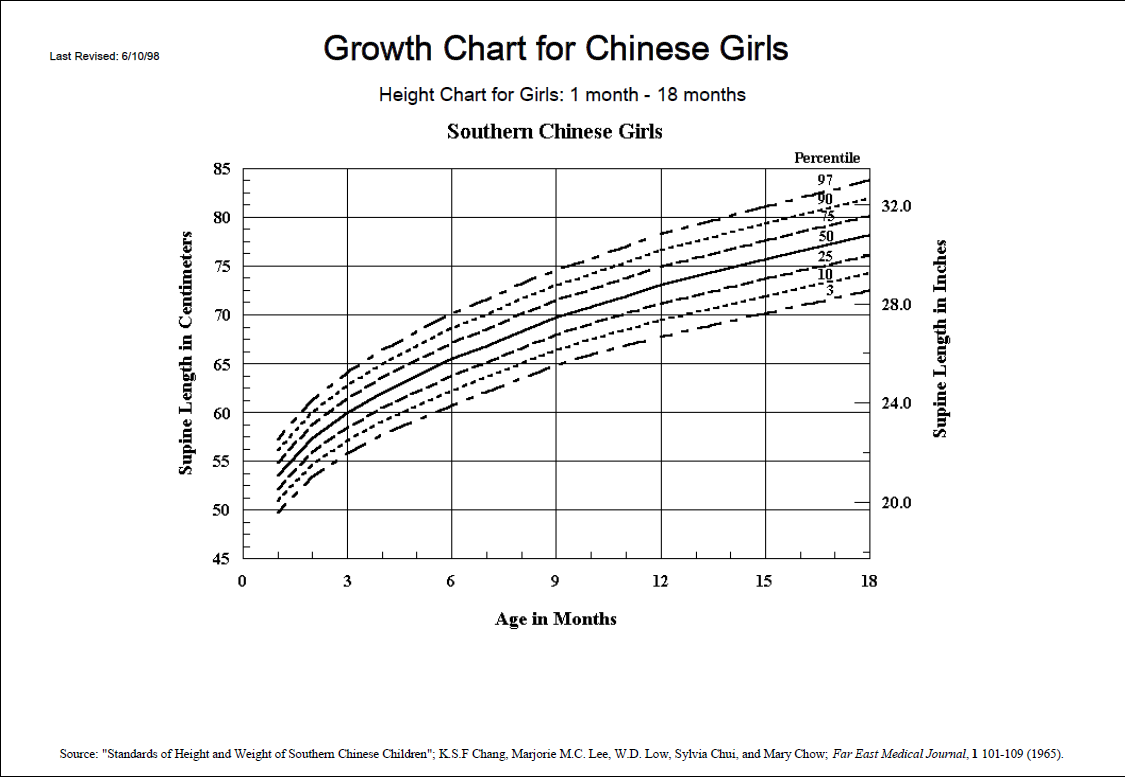 Last Revised: 6/10/98
Growth Chart for Chinese Girls
Height Chart for Girls: 1 month - 18 months
Southern Chinese Girls
Percentile
97
90
75
50
25
10
3
85
80
75
70
65
60
55
50
45
Supine Length in Centimeters
32.0
28.0
24.0
20.0
Supine Length in Inches
0 3 6 9 12 15 18
Age in Months
Source: "Standards of Height and Weight of Southern Chinese Children"; K.S.F Chang, Marjorie M.C. Lee, W.D. Low, Sylvia Chui, and Mary Chow; Far East Medical Journal, 1 101-109 (1965).